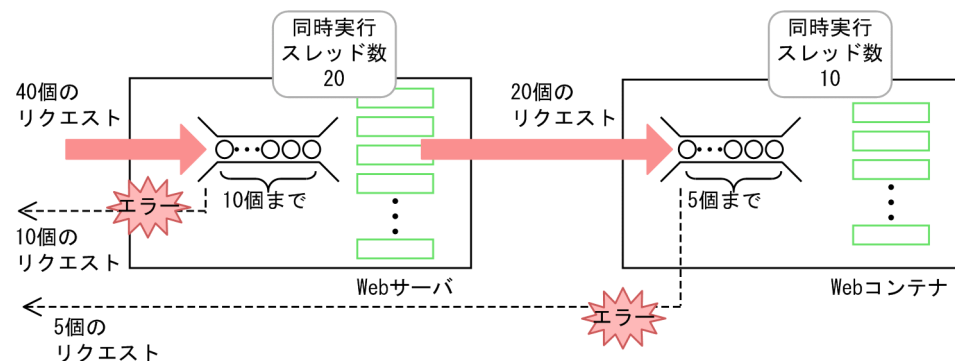 同時実行
スレッド数
20
同時実行
スレッド数
10
40個の
リクエスト
20個の
リクエスト
10個まで
5個まで
エラー
10個の
リクエスト
Webサーバ
Webコンテナ
エラー
5個の
リクエスト